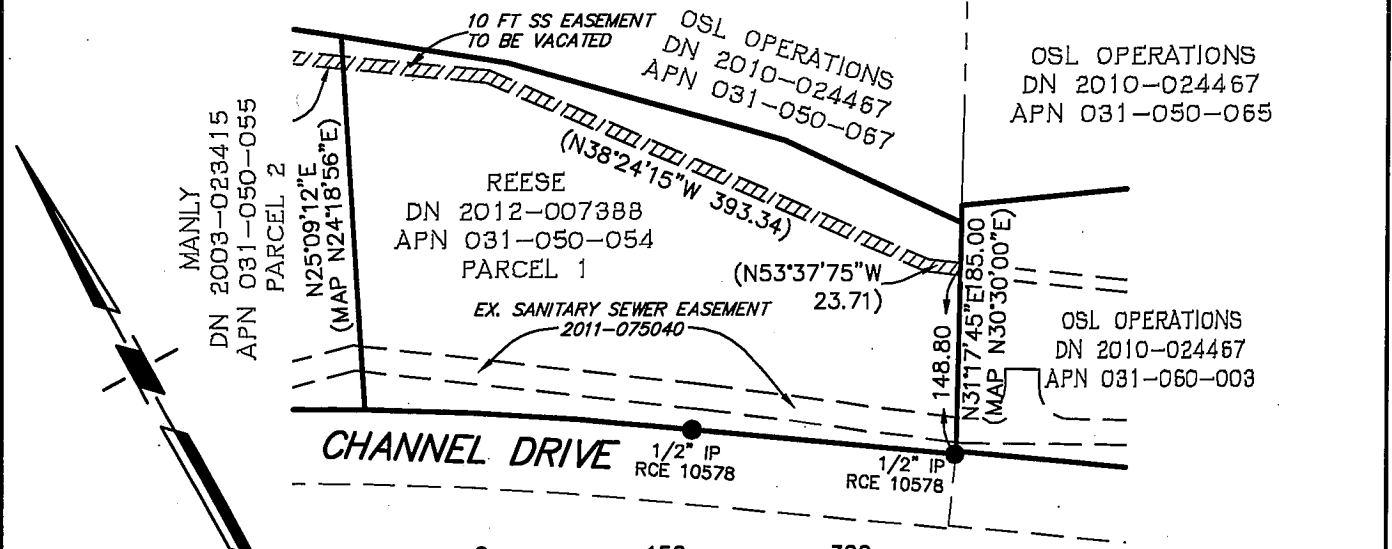 10 FT SS EASEMENT
TO BE VACATED
OSL OPERATIONS
DN 2010-024467
APN 031-050-067
OSL OPERATIONS
DN 2010-024467
APN 031-050-065
MANLY
DN 2003-023415
APN 031-050-055
PARCEL 2
N25°09'12"E
(MAP N24°18'56"E)
REESE
DN 2012-007388
APN 031-050-054
PARCEL 1
(N38°24'15"W 393.34)
(N53°37'75"W
23.71)
EX. SANITARY SEWER EASEMENT
2011-075040
148.80
N31°17'45"E 185.00
(MAP N30°30'00"E)
OSL OPERATIONS
DN 2010-024467
APN 031-060-003
CHANNEL DRIVE
1/2" IP
RCE 10578
1/2" IP
RCE 10578